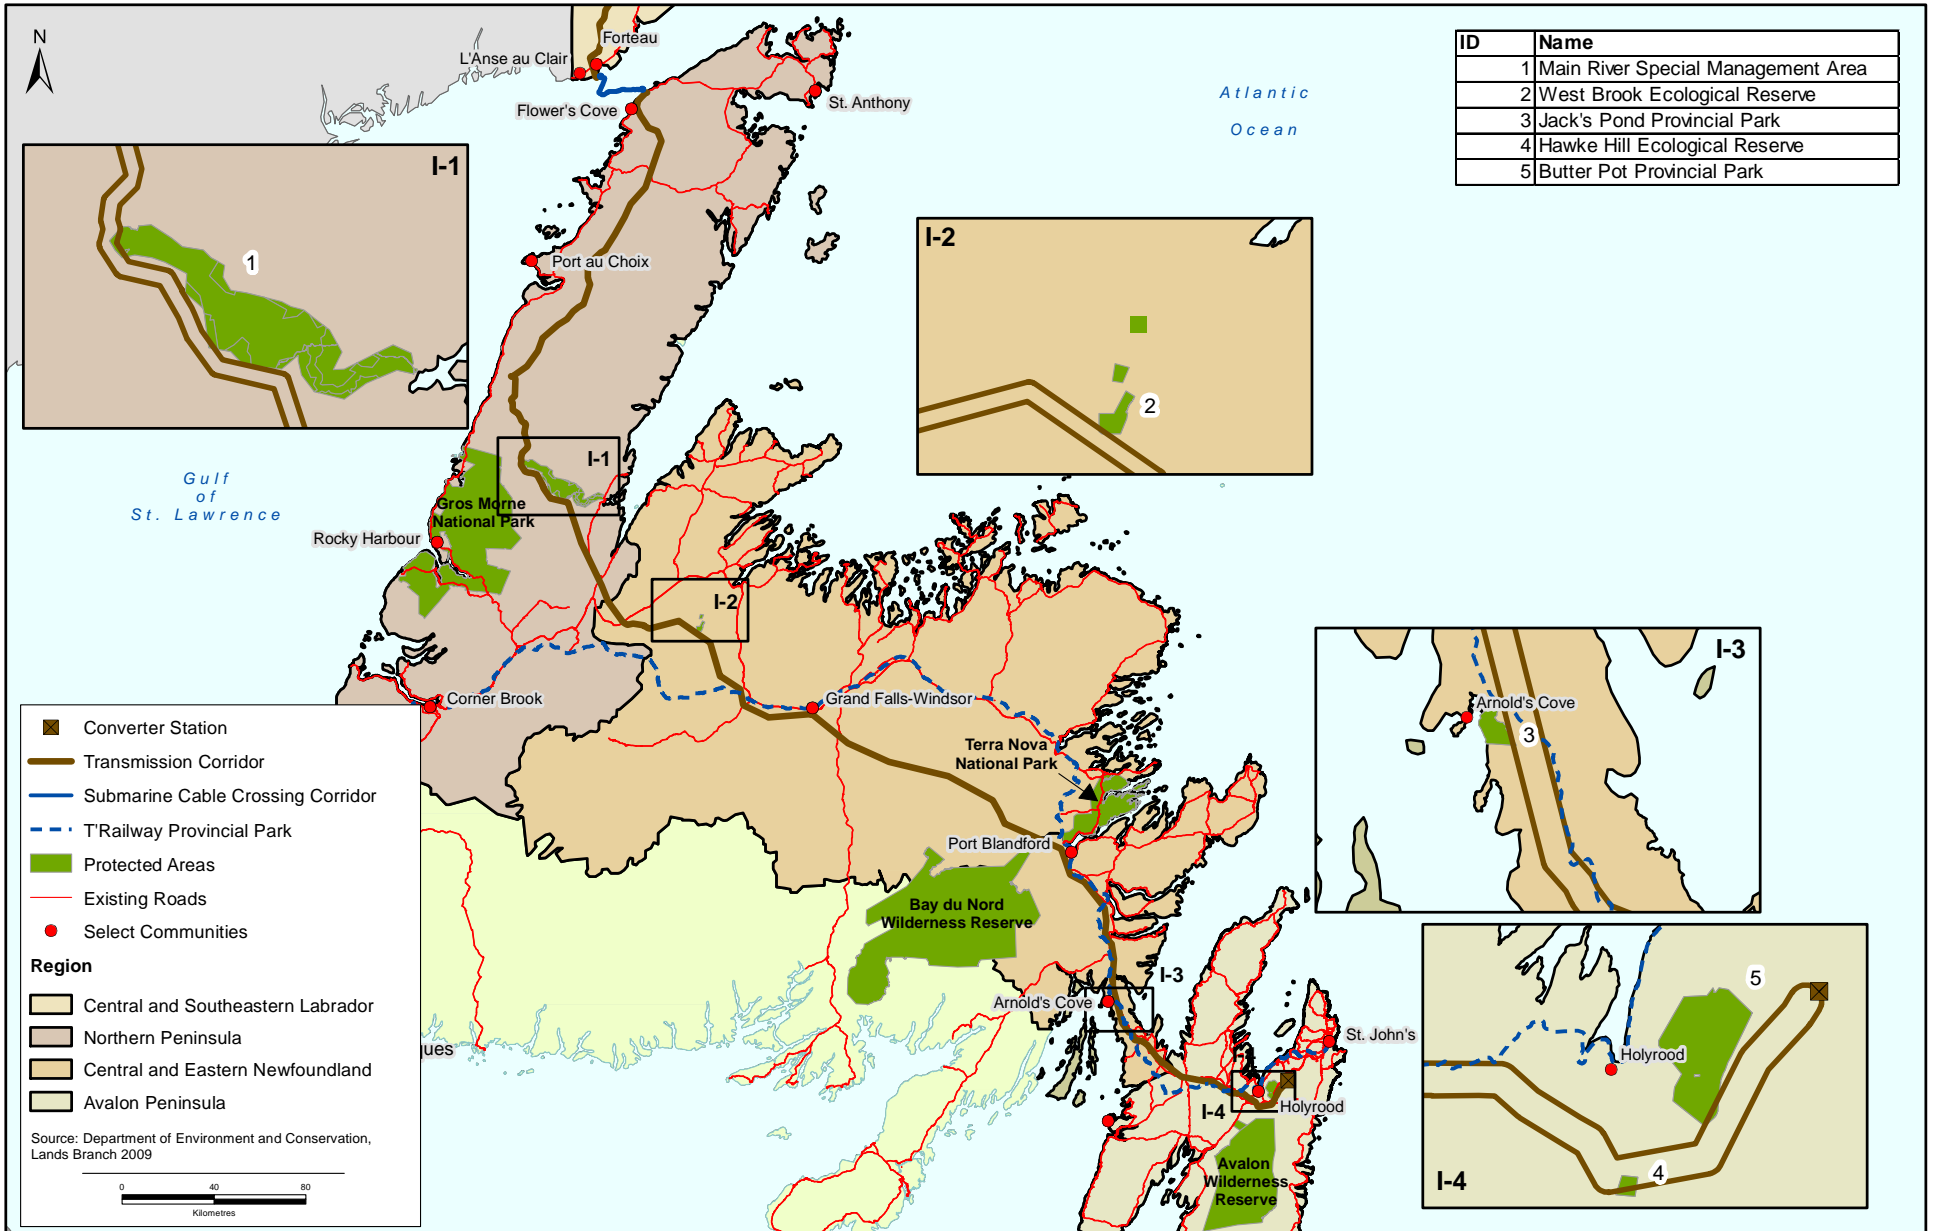 N
Forteau
L'Anse au Clair
Flower's Cove
St. Anthony
Atlantic
Ocean
ID Name
1 Main River Special Management Area
2 West Brook Ecological Reserve
3 Jack's Pond Provincial Park
4 Hawke Hill Ecological Reserve
5 Butter Pot Provincial Park
I-1
1
Port au Choix
I-2
2
Gulf
of
St. Lawrence
I-1
Gros Morne
National Park
Rocky Harbour
I-2
Corner Brook
Grand Falls-Windsor
Terra Nova
National Park
Port Blandford
Bay du Nord
Wilderness Reserve
I-3
Arnold's Cove
3
I-3
Arnold's Cove
St. John's
I-4
Holyrood
Avalon
Wilderness
Reserve
5
Holyrood
4
I-4
Converter Station
Transmission Corridor
Submarine Cable Crossing Corridor
T'Railway Provincial Park
Protected Areas
Existing Roads
Select Communities
Region
Central and Southeastern Labrador
Northern Peninsula
Central and Eastern Newfoundland
Avalon Peninsula
Source: Department of Environment and Conservation,
Lands Branch 2009
0 40 80
Kilometres
ques